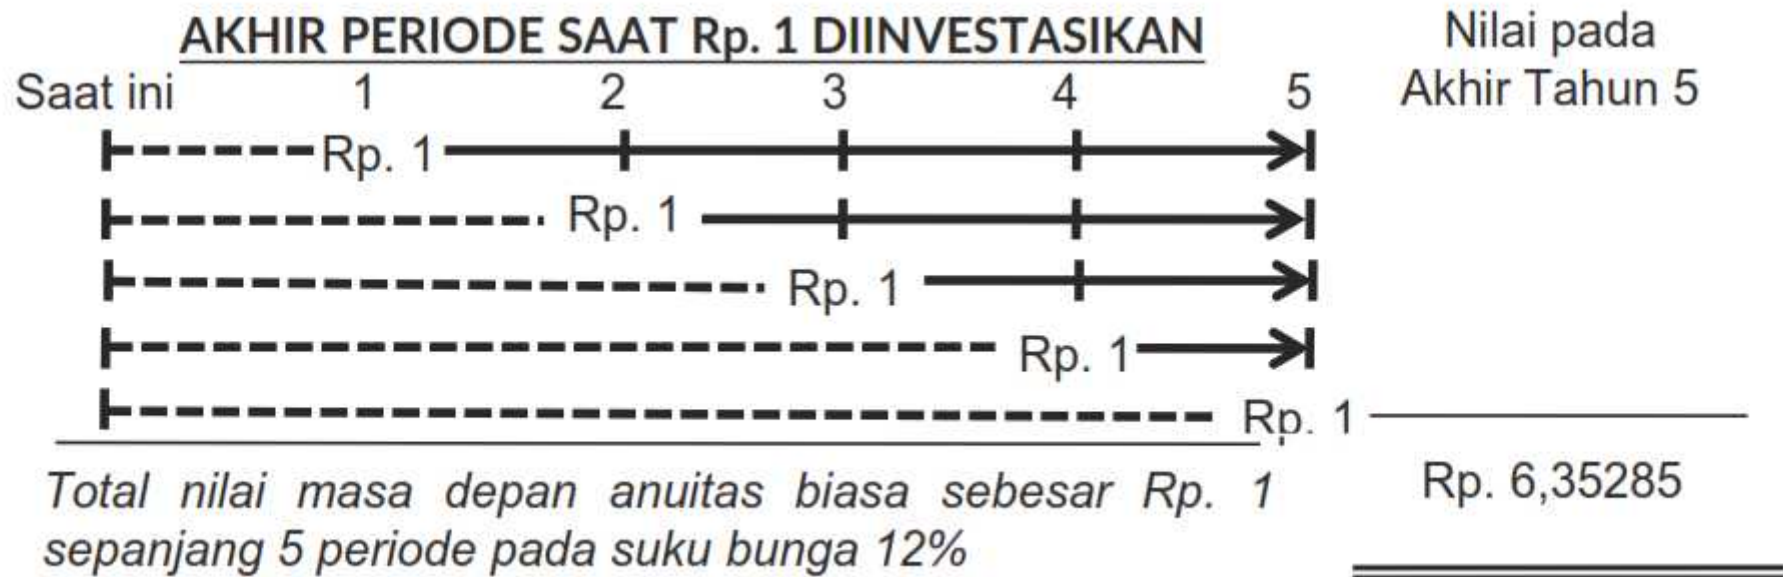 AKHIR PERIODE SAAT Rp. 1 DIINVESTASIKAN
Nilai pada
Akhir Tahun 5
Saat ini 1 2 3 4 5
Rp. 1
Rp. 1
Rp. 1
Rp. 1
Rp. 1
Total nilai masa depan anuitas biasa sebesar Rp. 1
sepanjang 5 periode pada suku bunga 12%
Rp. 6,35285